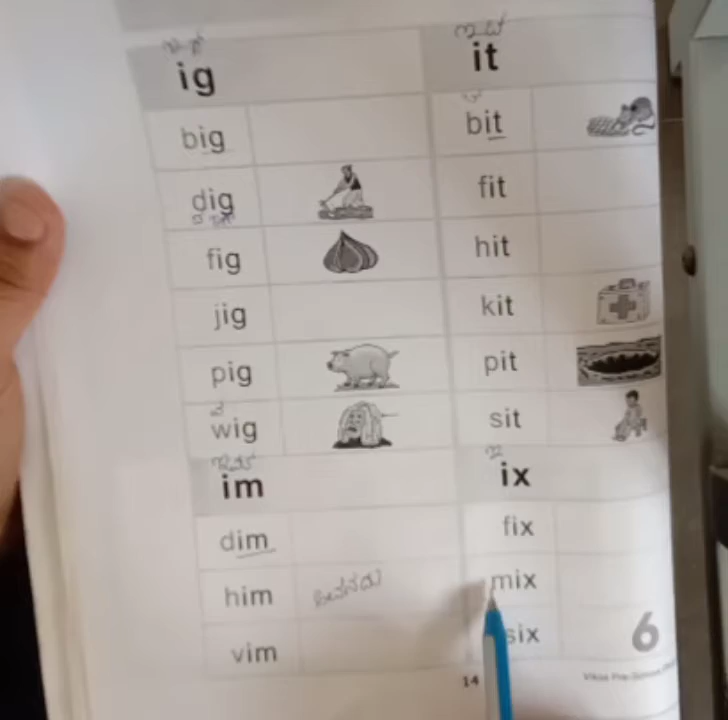 ig it
big bit
dig fit
fig hit
jig kit
pig pit
wig sit
im ix
dim fix
him mix
vim six
6
14